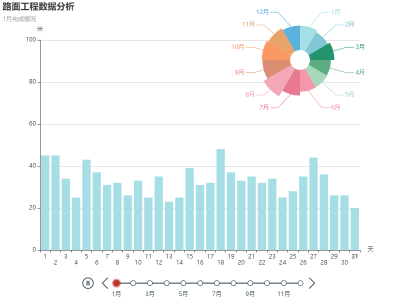 路面工程数据分析
1月完成情况
米
100
80
60
40
20
0
1 2 3 4 5 6 7 8 9 10 11 12 13 14 15 16 17 18 19 20 21 22 23 24 25 26 27 28 29 30 31
天
12月 1月
11月 2月
10月 3月
9月 4月
8月 5月
7月 6月
1月 3月 5月 7月 9月 11月